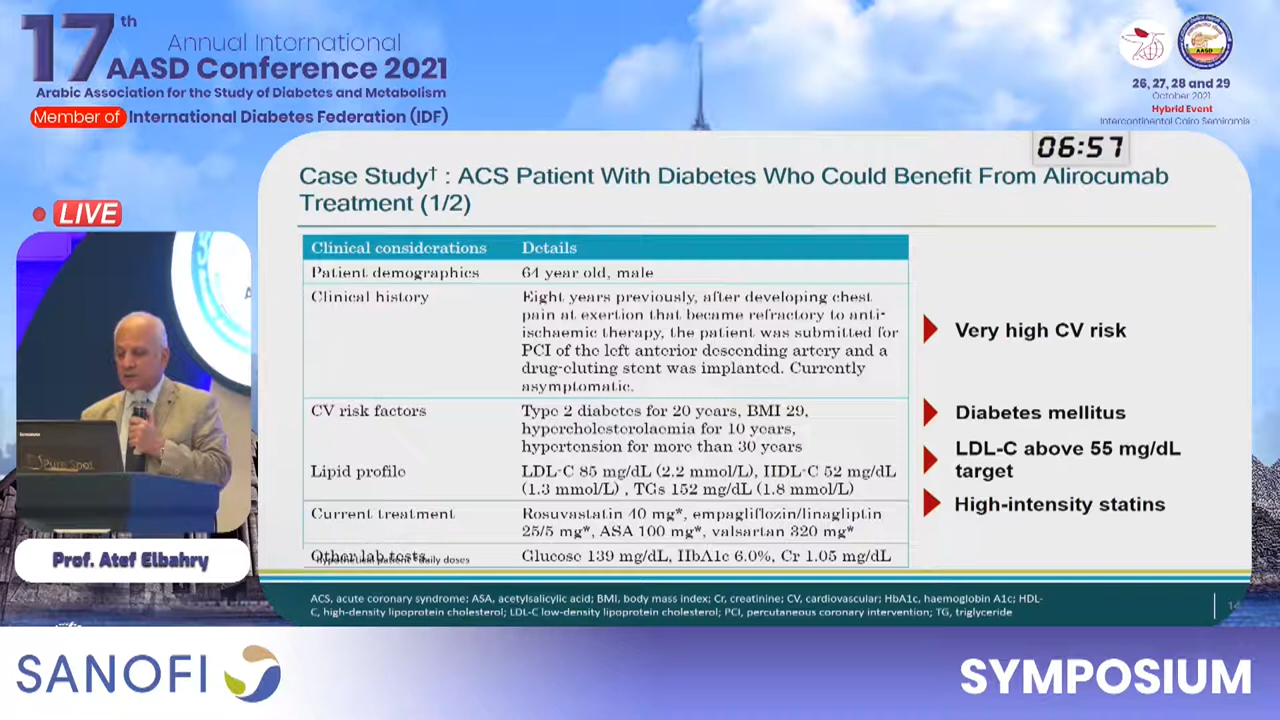 17th
Annual International
AASD Conference 2021
Arabic Association for the Study of Diabetes and Metabolism
Member of International Diabetes Federation (IDF)
AASD
26, 27, 28 and 29
October 2021
Hybrid Event
Intercontinental Cairo Semiramis
LIVE
06:57
Case Study† : ACS Patient With Diabetes Who Could Benefit From Alirocumab
Treatment (1/2)
Clinical considerations Details
Patient demographics 64 year old, male
Clinical history Eight years previously, after developing chest
pain at exertion that became refractory to anti-
ischaemic therapy, the patient was submitted for
PCI of the left anterior descending artery and a
drug-eluting stent was implanted. Currently
asymptomatic.
CV risk factors Type 2 diabetes for 20 years, BMI 29,
hypercholesterolaemia for 10 years,
hypertension for more than 30 years
Lipid profile LDL-C 85 mg/dL (2.2 mmol/L), HDL-C 52 mg/dL
(1.3 mmol/L) , TGs 152 mg/dL (1.8 mmol/L)
Current treatment Rosuvastatin 40 mg*, empagliflozin/linagliptin
25/5 mg*, ASA 100 mg*, valsartan 320 mg*
Other lab tests Glucose 139 mg/dL, HbA1c 6.0%, Cr 1.05 mg/dL
hypothetical patient * daily doses
Very high CV risk
Diabetes mellitus
LDL-C above 55 mg/dL
target
High-intensity statins
ACS, acute coronary syndrome; ASA, acetylsalicylic acid; BMI, body mass index; Cr, creatinine; CV, cardiovascular; HbA1c, haemoglobin A1c; HDL-
C, high-density lipoprotein cholesterol; LDL-C low-density lipoprotein cholesterol; PCI, percutaneous coronary intervention; TG, triglyceride
14
Prof. Atef Elbahry
SANOFI
SYMPOSIUM